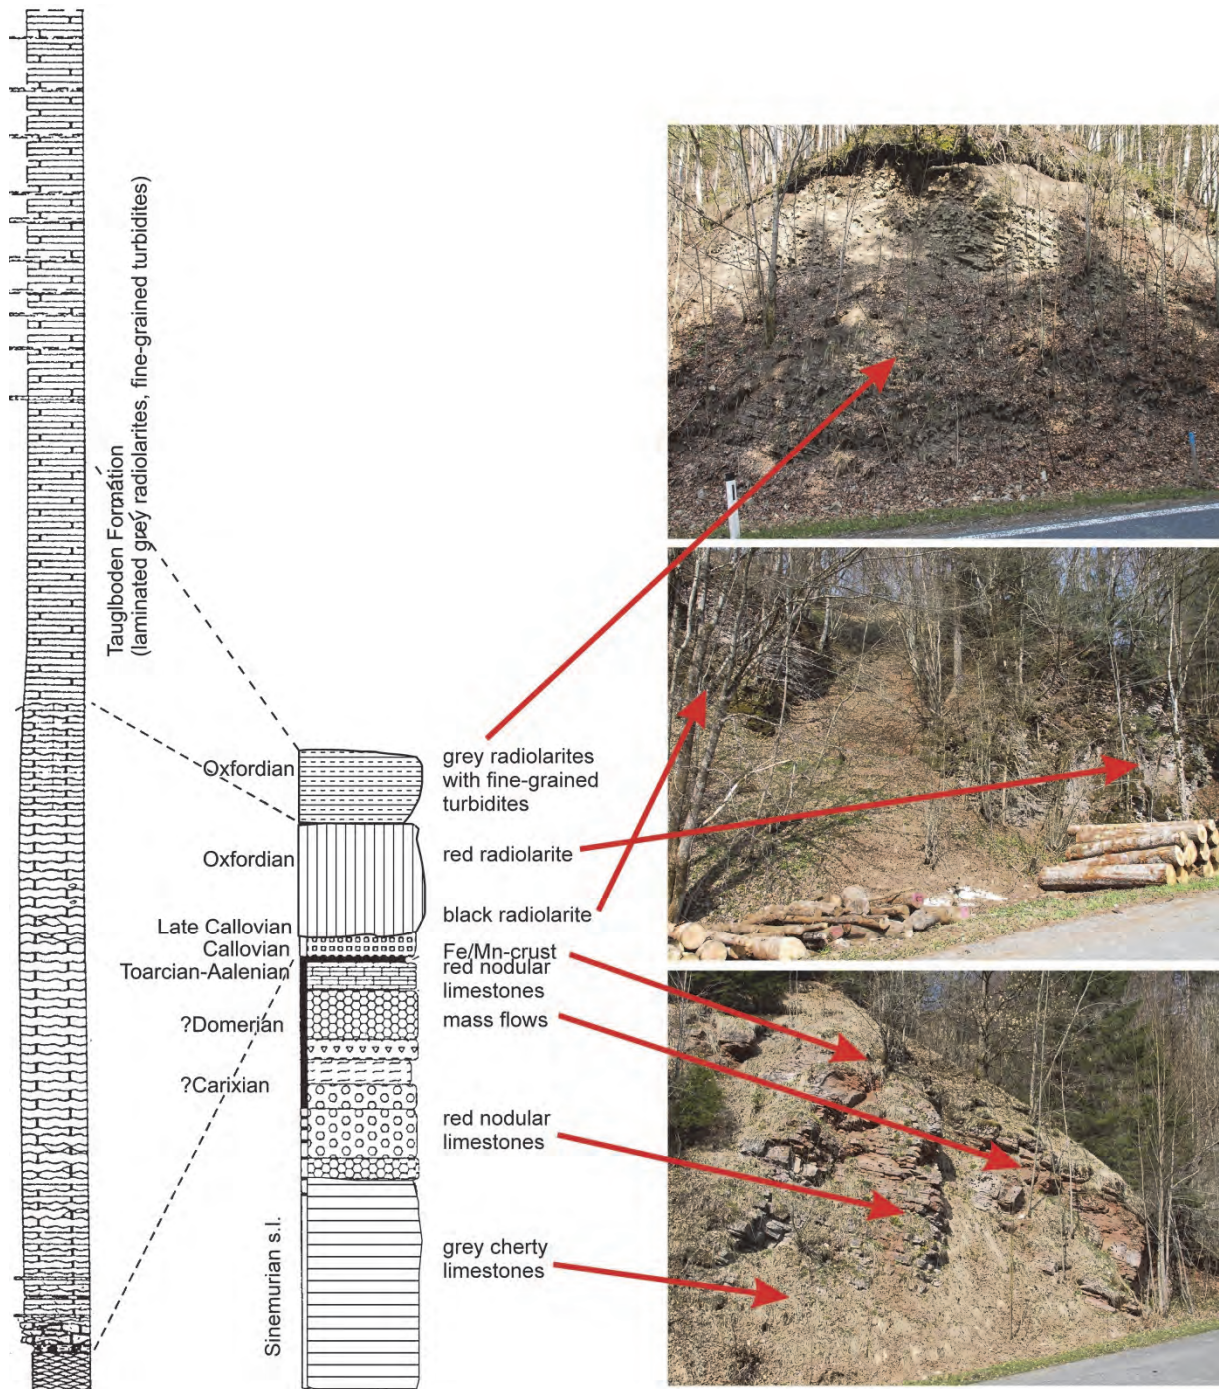 Tauglboden Formation
(laminated grey radiolarites, fine-grained turbidites)
Oxfordian
grey radiolarites
with fine-grained
turbidites
Oxfordian
red radiolarite
Late Callovian
black radiolarite
Callovian
Fe/Mn-crust
Toarcian-Aalenian
red nodular
limestones
?Domerian
mass flows
?Carixian
red nodular
limestones
Sinemurian s.l.
grey cherty
limestones